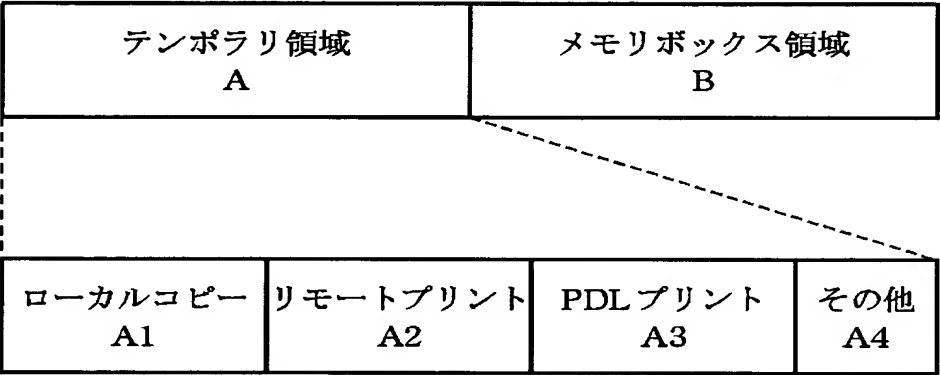 テンポラリ領域
A
メモリボックス領域
B
ローカルコピー
A1
リモートプリント
A2
PDLプリント
A3
その他
A4